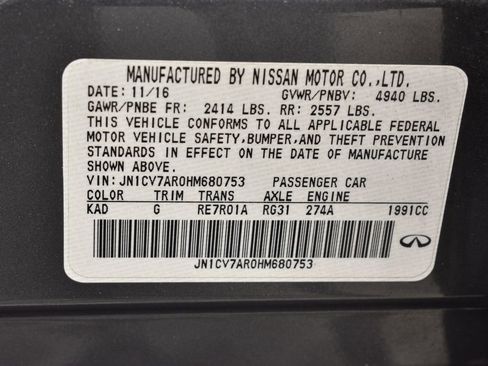 MANUFACTURED BY NISSAN MOTOR CO.,LTD.
DATE: 11/16 GVWR/PNBV: 4940 LBS.
GAWR/PNBE FR: 2414 LBS. RR: 2557 LBS.
THIS VEHICLE CONFORMS TO ALL APPLICABLE FEDERAL
MOTOR VEHICLE SAFETY,BUMPER,AND THEFT PREVENTION
STANDARDS IN EFFECT ON THE DATE OF MANUFACTURE
SHOWN ABOVE.
VIN: JN1CV7AR0HM680753 PASSENGER CAR
COLOR TRIM TRANS AXLE ENGINE
KAD G RE7R01A RG31 274A 1991CC
JN1CV7AR0HM680753